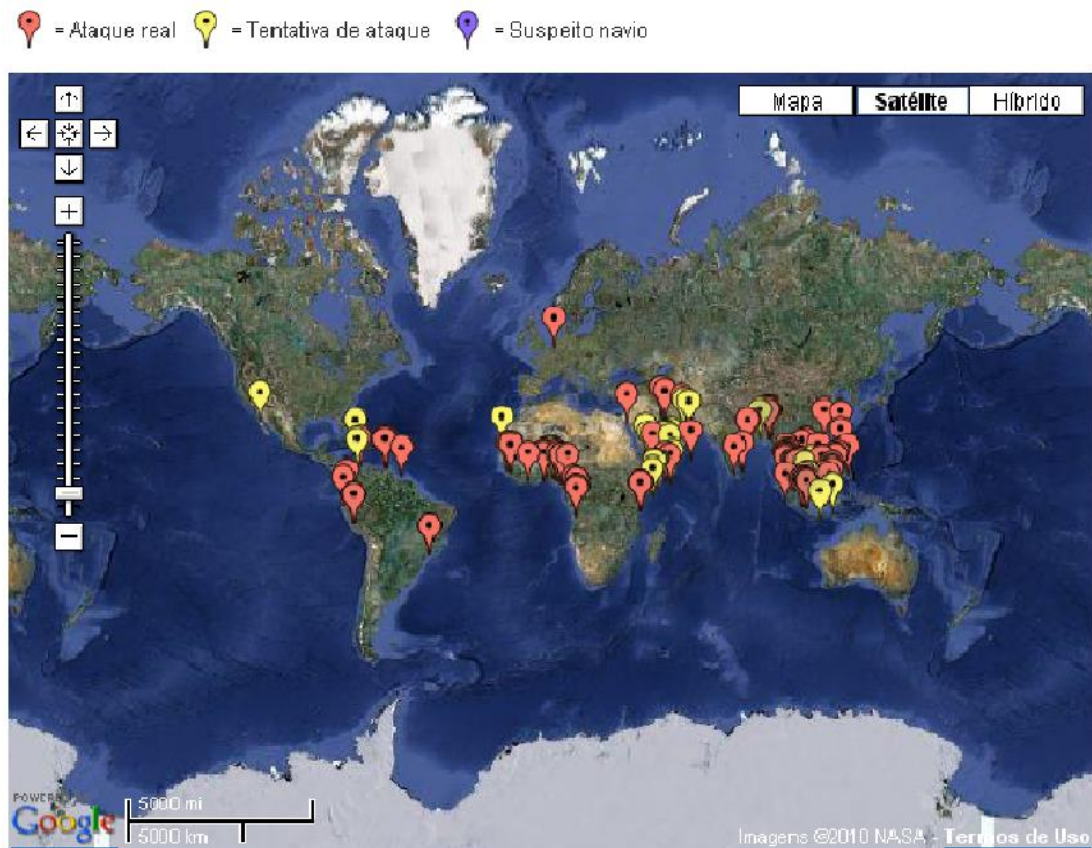 = Ataque real = Tentativa de ataque = Suspeito navio
Mapa Satélite Híbrido
POWERED BY
Google
5000 mi
5000 km
Imagens ©2010 NASA - Termos de Uso